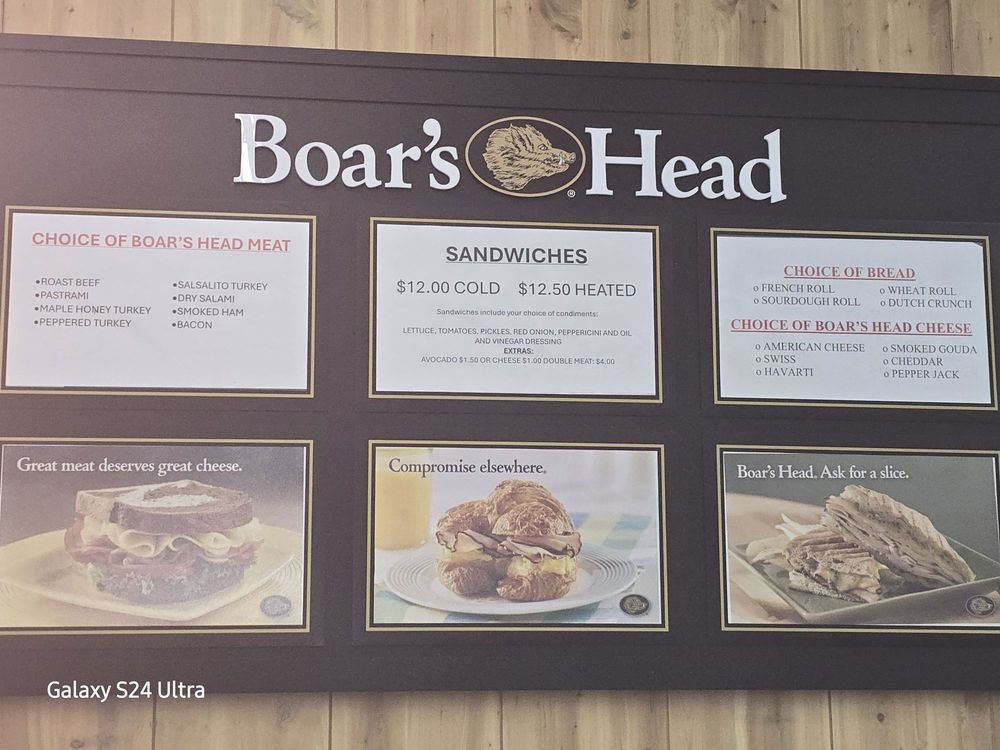 Boar's Head®
CHOICE OF BOAR'S HEAD MEAT
•ROAST BEEF
•PASTRAMI
•MAPLE HONEY TURKEY
•PEPPERED TURKEY
•SALSALITO TURKEY
•DRY SALAMI
•SMOKED HAM
•BACON
SANDWICHES
$12.00 COLD $12.50 HEATED
Sandwiches include your choice of condiments:
LETTUCE, TOMATOES, PICKLES, RED ONION, PEPPERICINI AND OIL
AND VINEGAR DRESSING
EXTRAS:
AVOCADO $1.50 OR CHEESE $1.00 DOUBLE MEAT: $4.00
CHOICE OF BREAD
o FRENCH ROLL
o SOURDOUGH ROLL
o WHEAT ROLL
o DUTCH CRUNCH
CHOICE OF BOAR'S HEAD CHEESE
o AMERICAN CHEESE
o SWISS
o HAVARTI
o SMOKED GOUDA
o CHEDDAR
o PEPPER JACK
Great meat deserves great cheese.
Compromise elsewhere.
Boar's Head. Ask for a slice.
Galaxy S24 Ultra